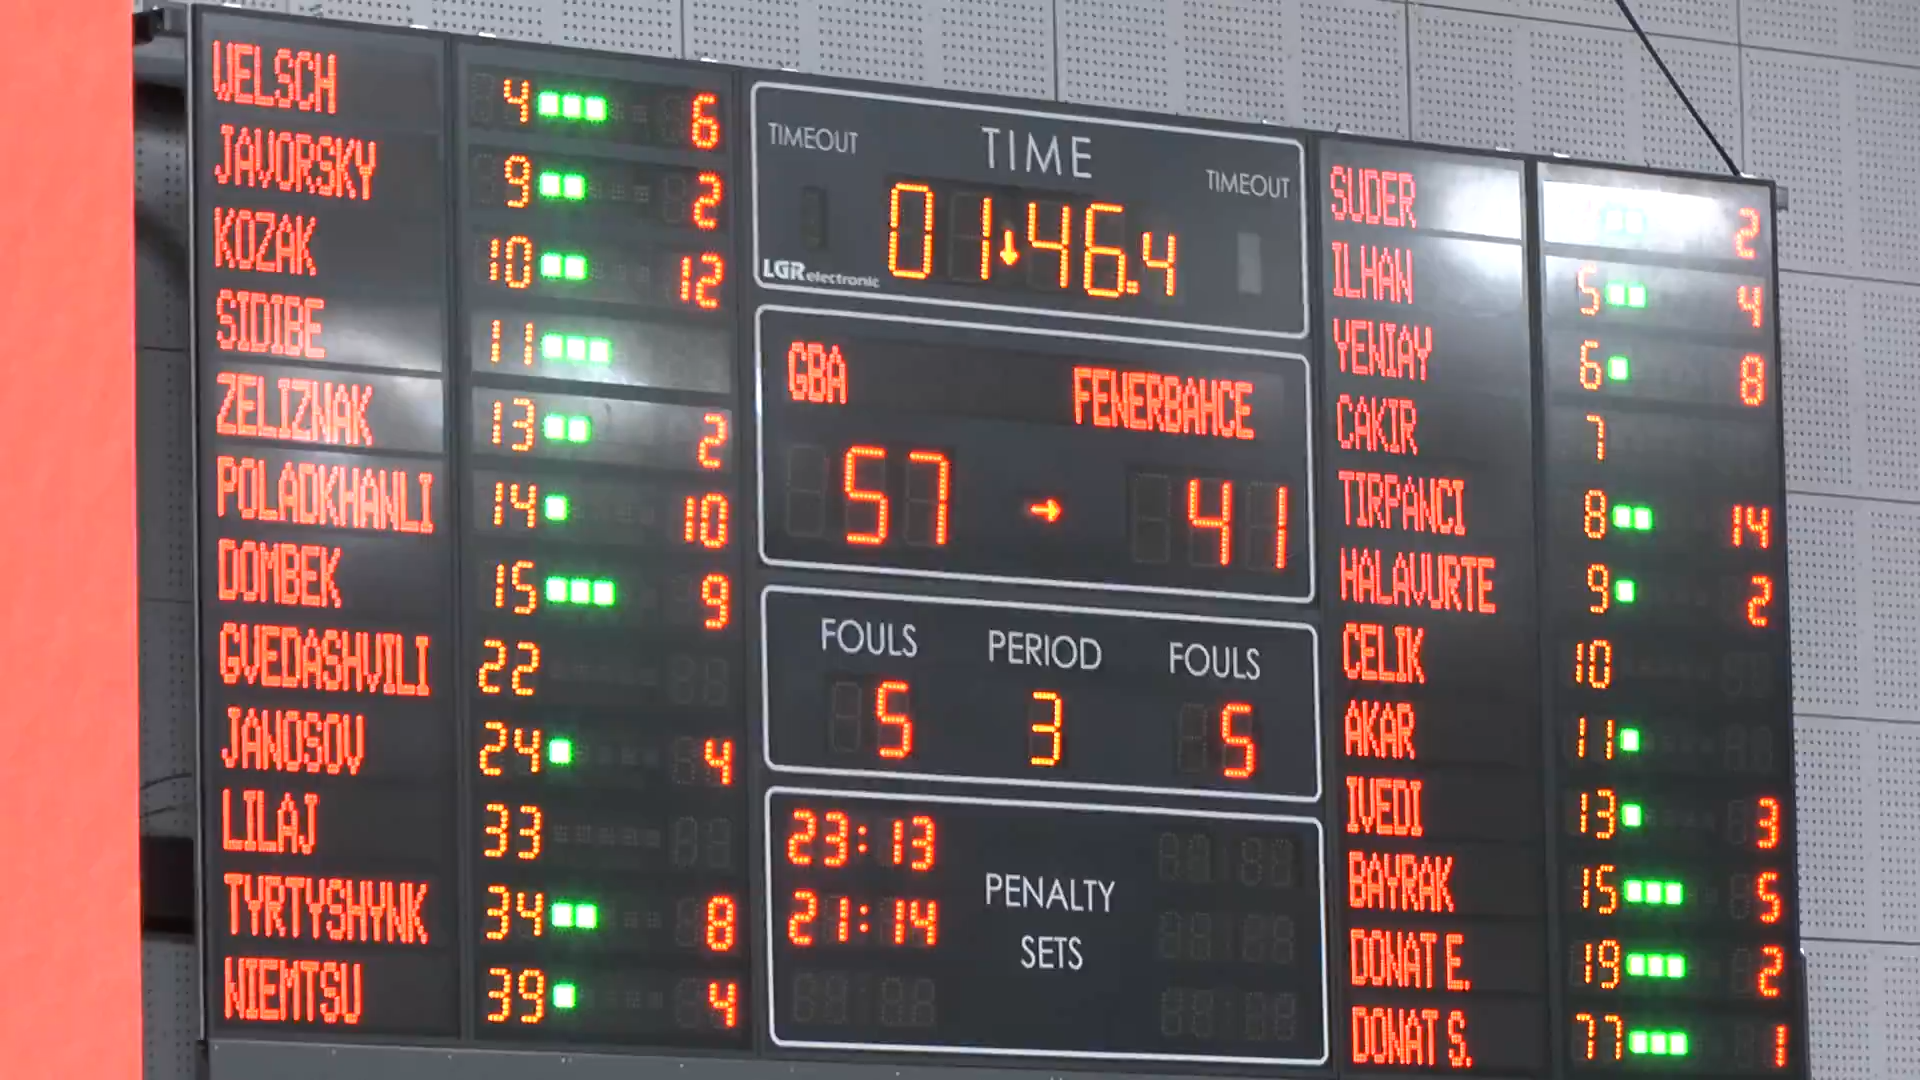 WELSCH 4 6
JAVORSKY 9 2
KOZAK 10 12
SIDIBE 11
ZELIZNAK 13 2
POLADKHANLI 14 10
DOMBEK 15 9
GVEDASHVILI 22
JANOSOV 24 4
LILAJ 33
TYRTYSHYNK 34 8
NIEMTSU 39 4
TIMEOUT TIME TIMEOUT
01:46.4
LGR electronic
GBA FENERBAHCE
57 → 41
FOULS PERIOD FOULS
5 3 5
23:13
21:14
PENALTY
SETS
SUDER 2
ILHAN 5 4
YENIAY 6 8
CAKIR 7
TIRPANCI 8 14
HALAVURTE 9 2
CELIK 10
AKAR 11
IVEDI 13 3
BAYRAK 15 5
DONAT E. 19 2
DONAT S. 77 1